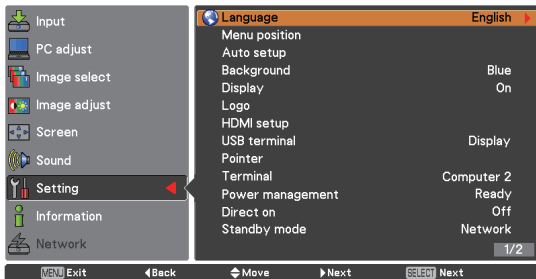 Input
PC adjust
Image select
Image adjust
Screen
Sound
Setting
Information
Network
Language English
Menu position
Auto setup
Background Blue
Display On
Logo
HDMI setup
USB terminal Display
Pointer
Terminal Computer 2
Power management Ready
Direct on Off
Standby mode Network
1/2
MENU Exit Back Move Next SELECT Next